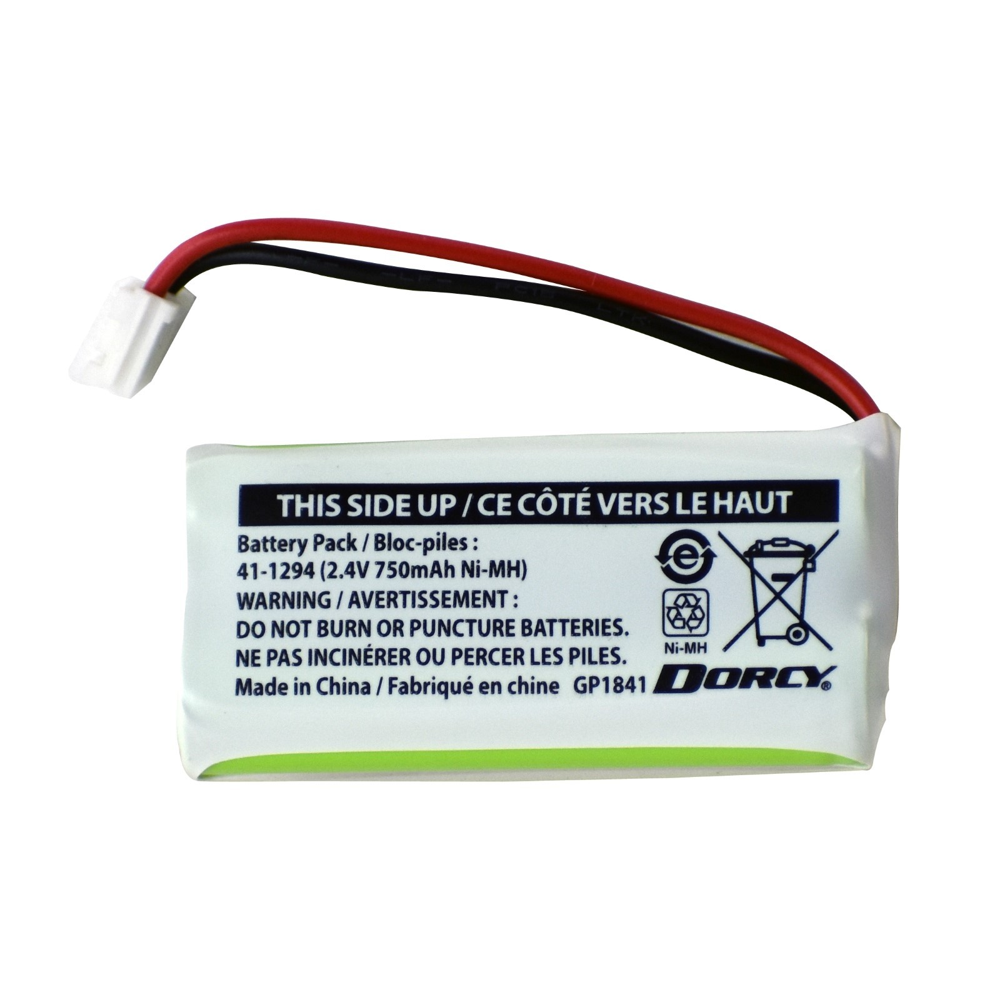 THIS SIDE UP / CE CÔTÉ VERS LE HAUT
Battery Pack / Bloc-piles :
41-1294 (2.4V 750mAh Ni-MH)
WARNING / AVERTISSEMENT :
DO NOT BURN OR PUNCTURE BATTERIES.
NE PAS INCINÉRER OU PERCER LES PILES.
Made in China / Fabriqué en chine GP1841
e
Ni-MH
DORCY®